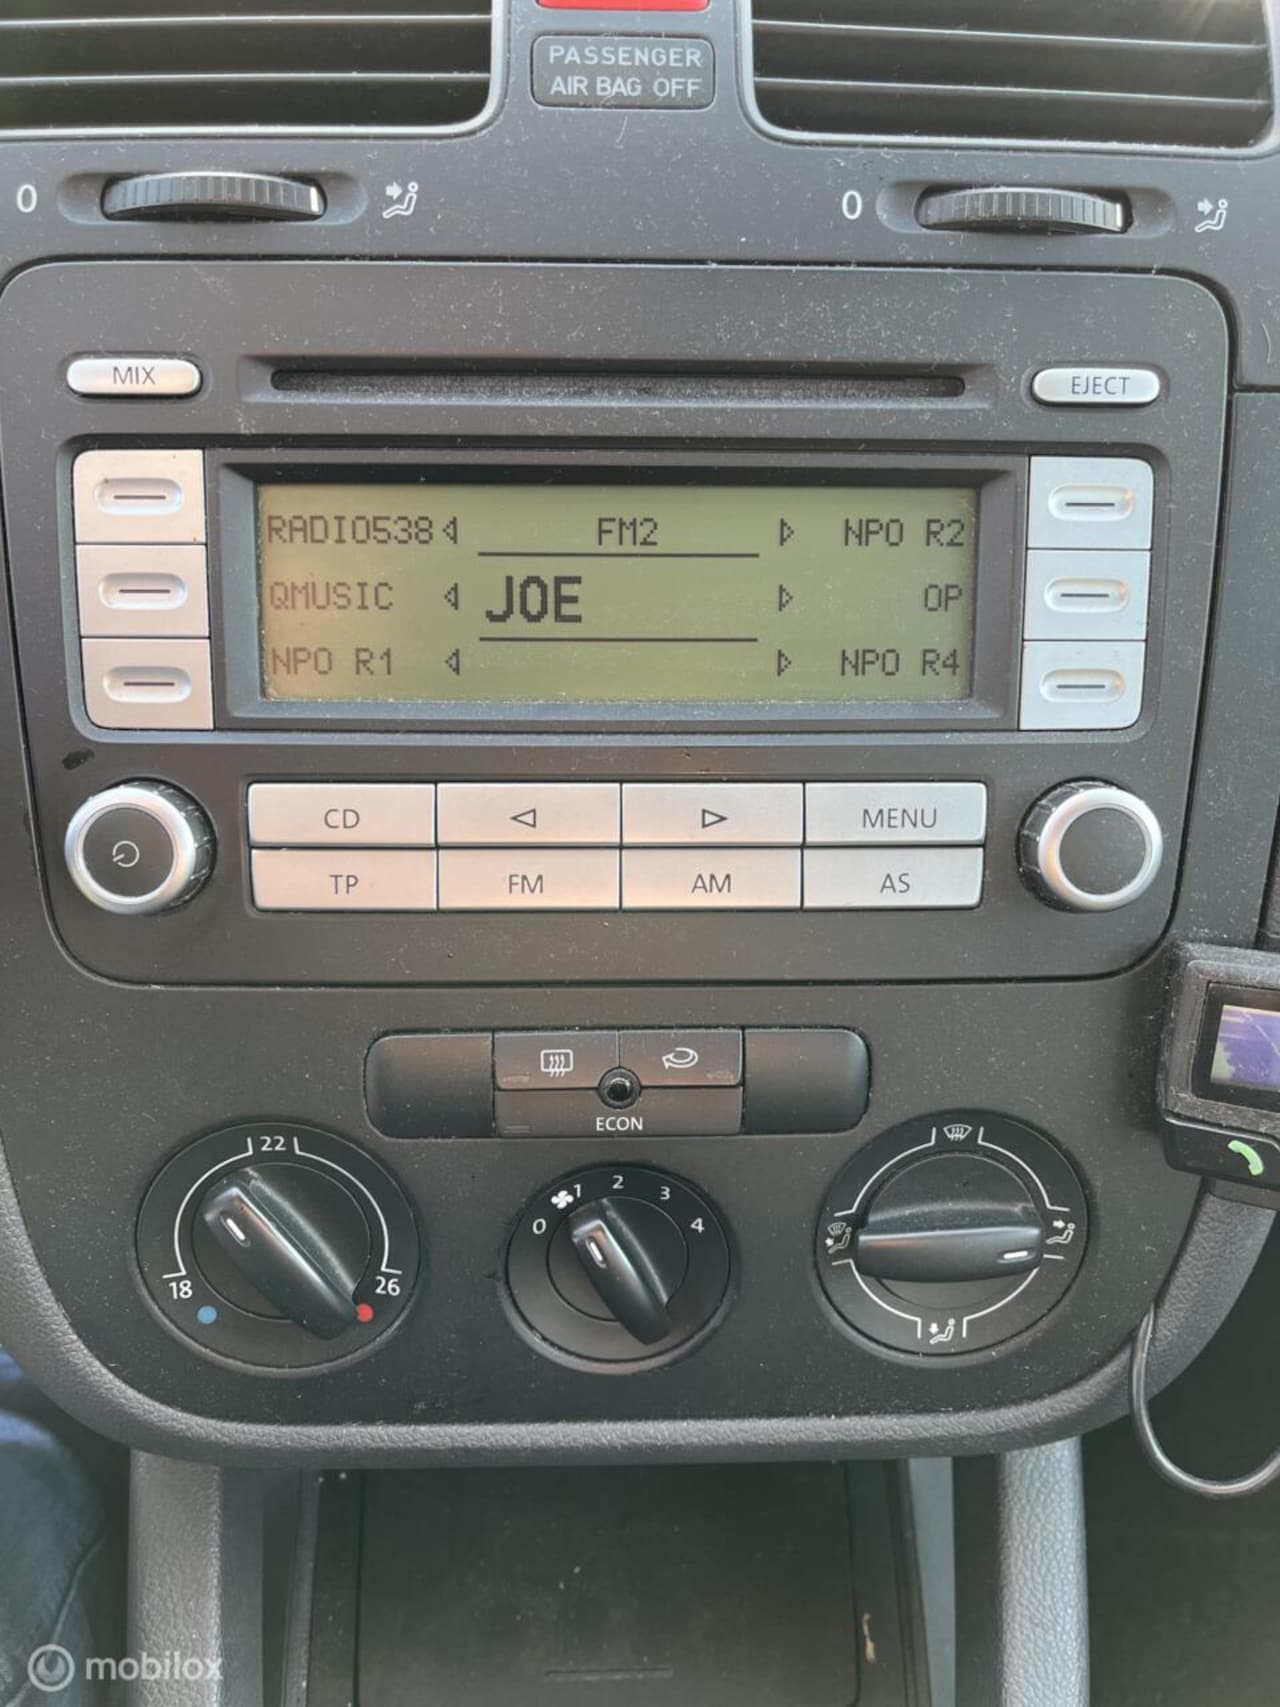 PASSENGER
AIR BAG OFF
0
0
MIX
EJECT
RADIO538 FM2 NPO R2
QMUSIC JOE OP
NPO R1 NPO R4
CD MENU
TP FM AM AS
ECON
22
18 26
0 1 2 3 4
mobilox